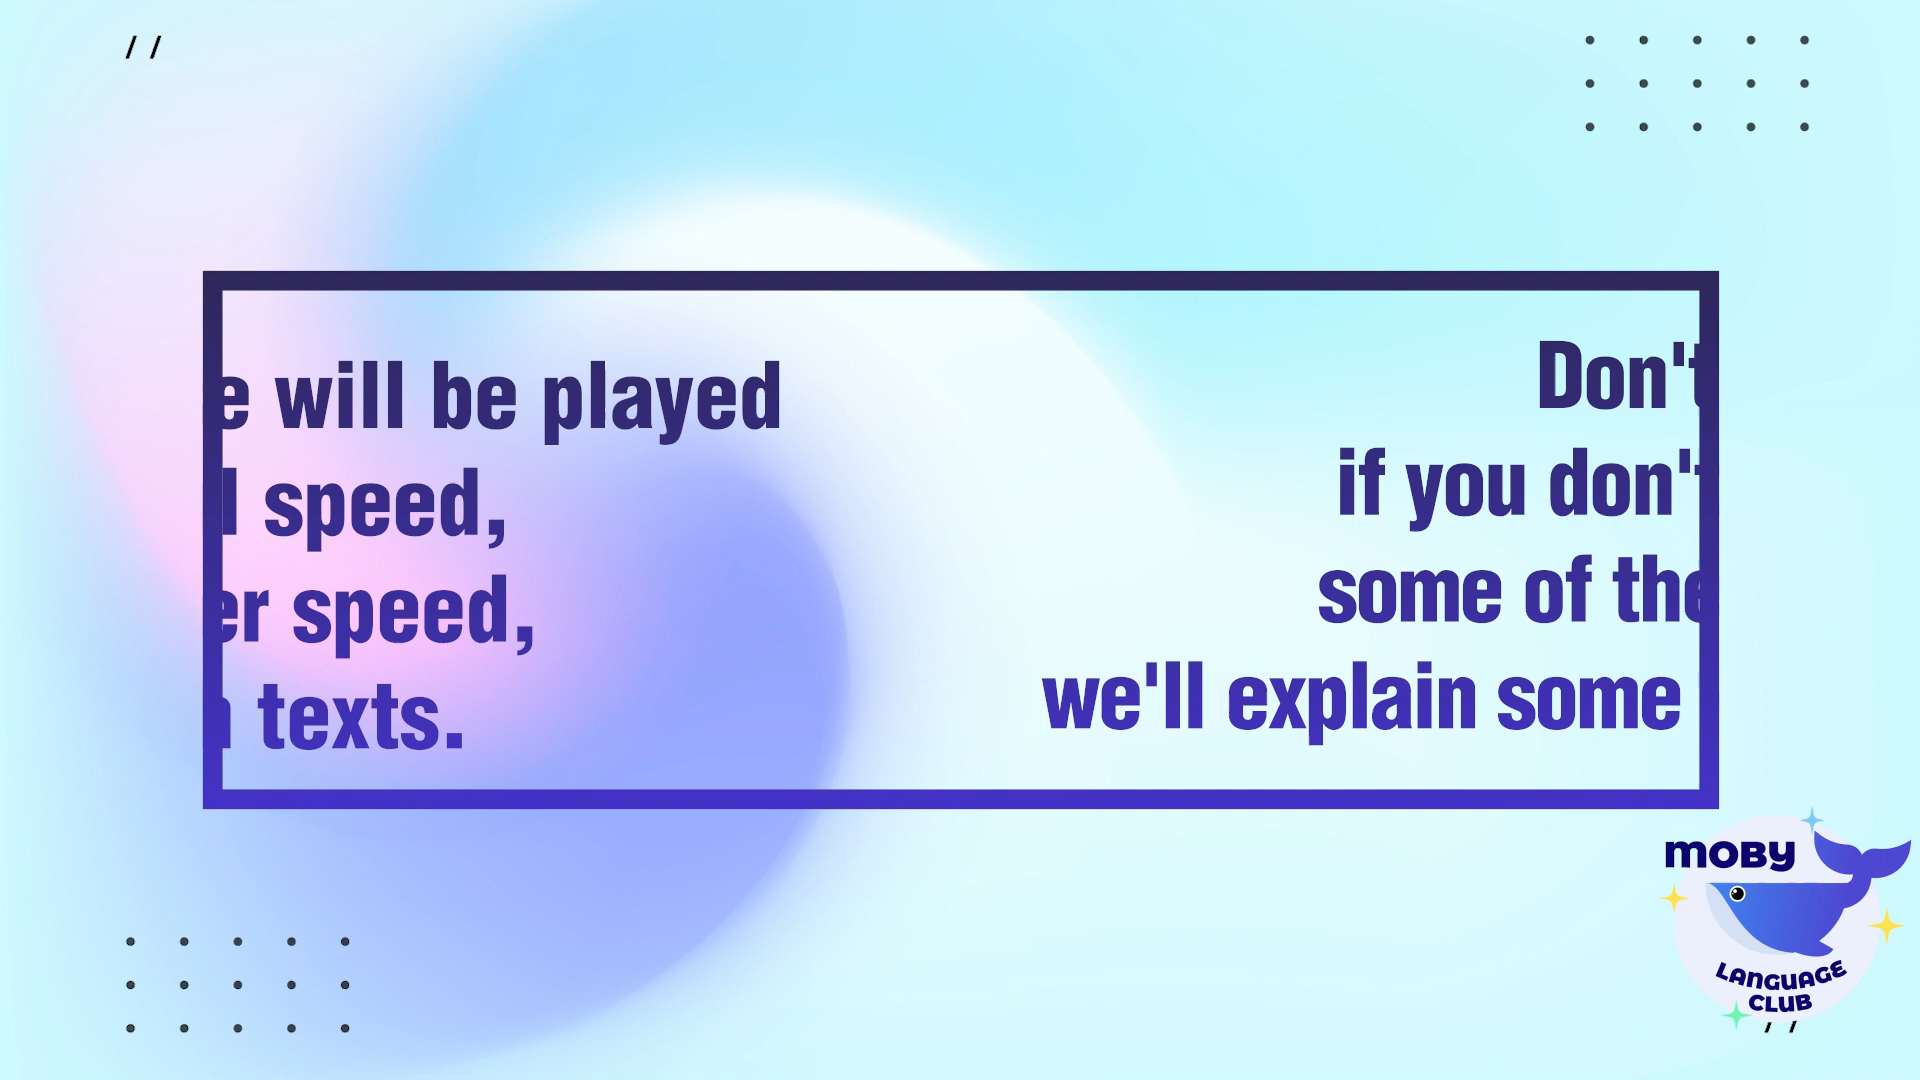 will be played
speed,
speed,
texts.
Don't
if you don't
some of the
we'll explain some
MOBY
LANGUAGE
CLUB